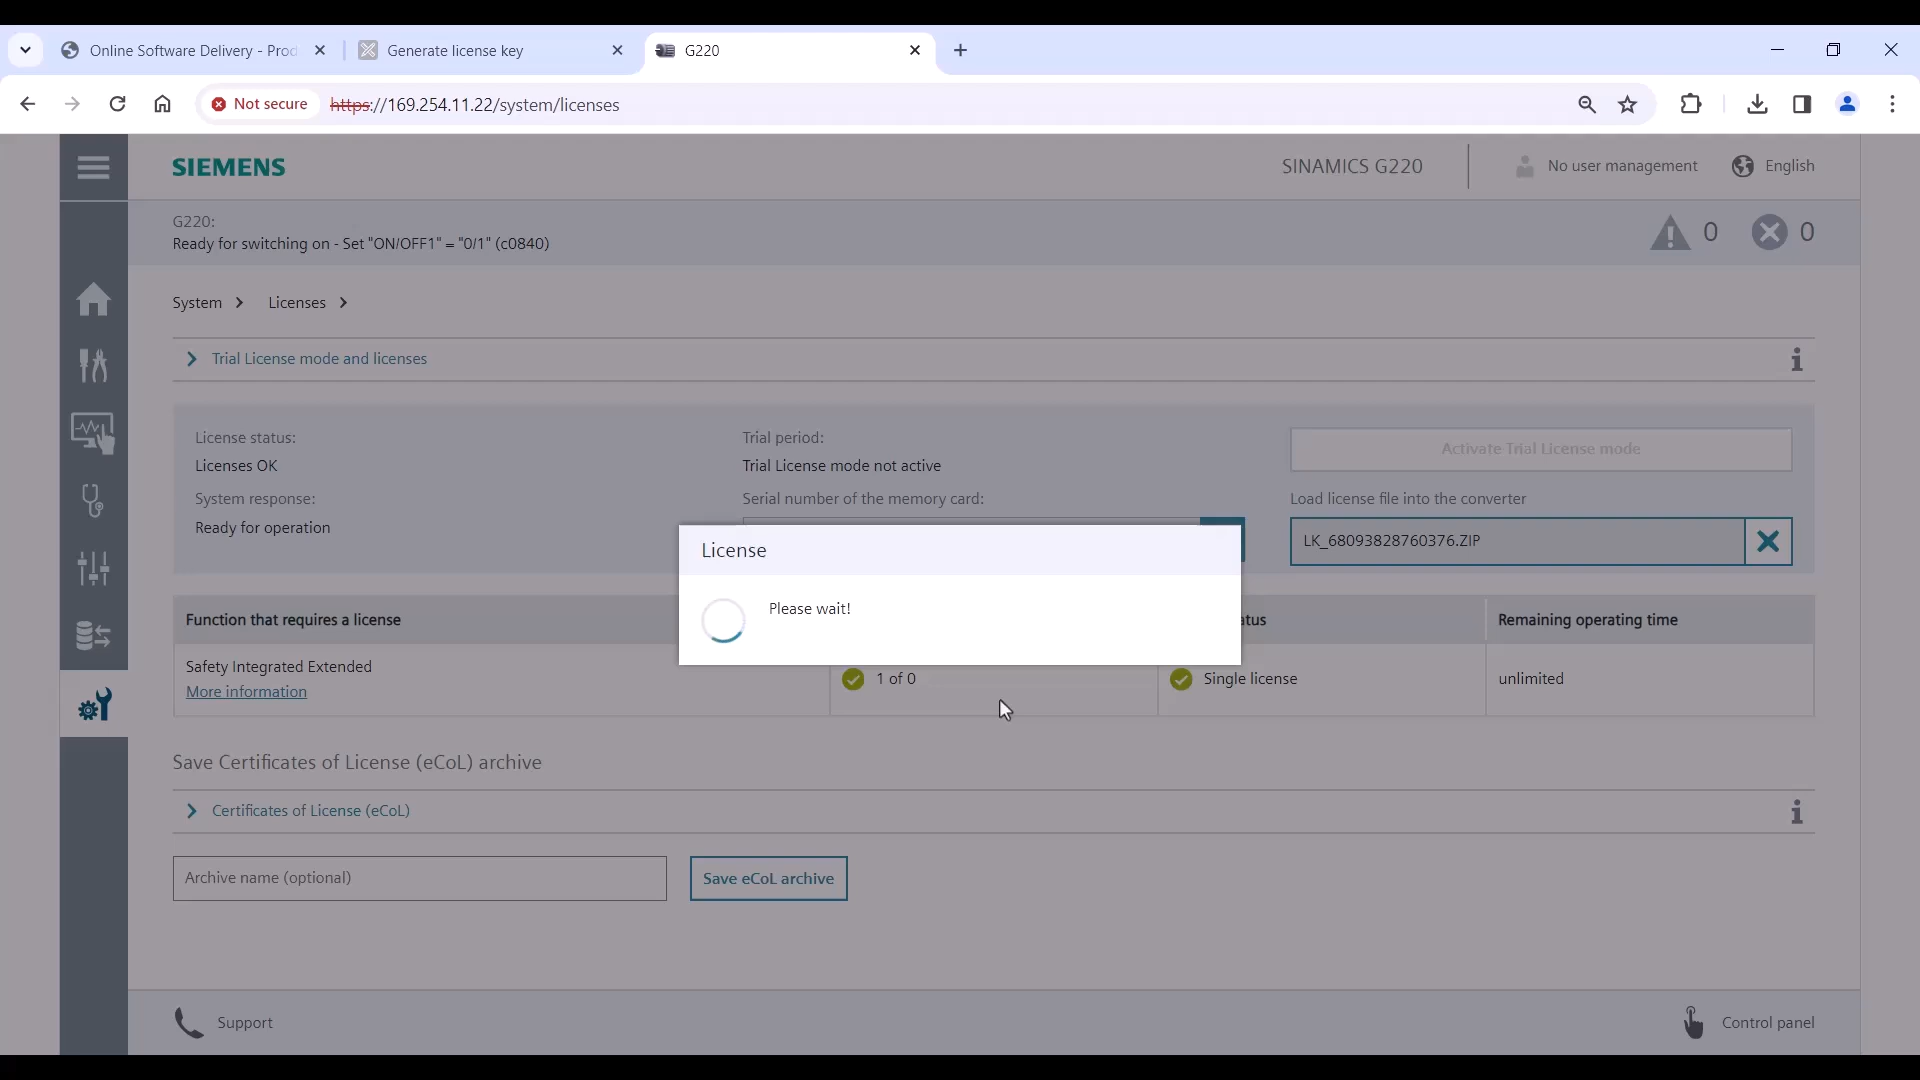 Online Software Delivery - Prod
Generate license key
G220
Not secure
https://169.254.11.22/system/licenses
SIEMENS
SINAMICS G220
No user management
English
G220:
Ready for switching on - Set "ON/OFF1" = "0/1" (c0840)
0
0
System
Licenses
Trial License mode and licenses
License status:
Licenses OK
Trial period:
Trial License mode not active
Activate Trial License mode
System response:
Ready for operation
Serial number of the memory card:
Load license file into the converter
LK_68093828760376.ZIP
License
Please wait!
Function that requires a license
atus
Remaining operating time
Safety Integrated Extended
More information
1 of 0
Single license
unlimited
Save Certificates of License (eCoL) archive
Certificates of License (eCoL)
Archive name (optional)
Save eCoL archive
Support
Control panel